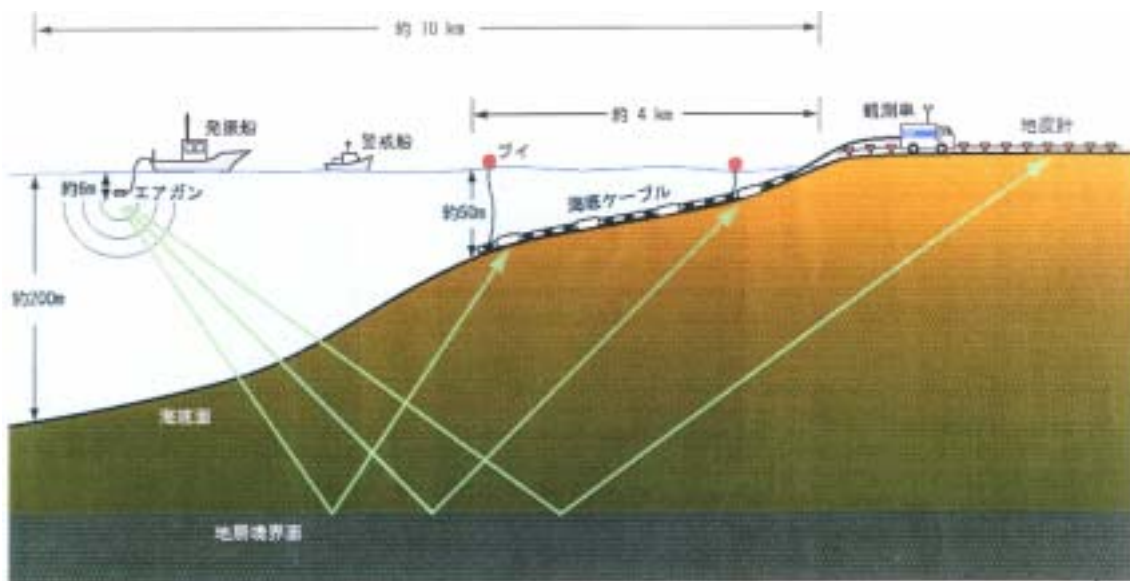 約 10 km
約 4 km
発振船
警戒船
ブイ
観測車
地震計
約6m
エアガン
約50m
海底ケーブル
約200m
海底面
地層境界面